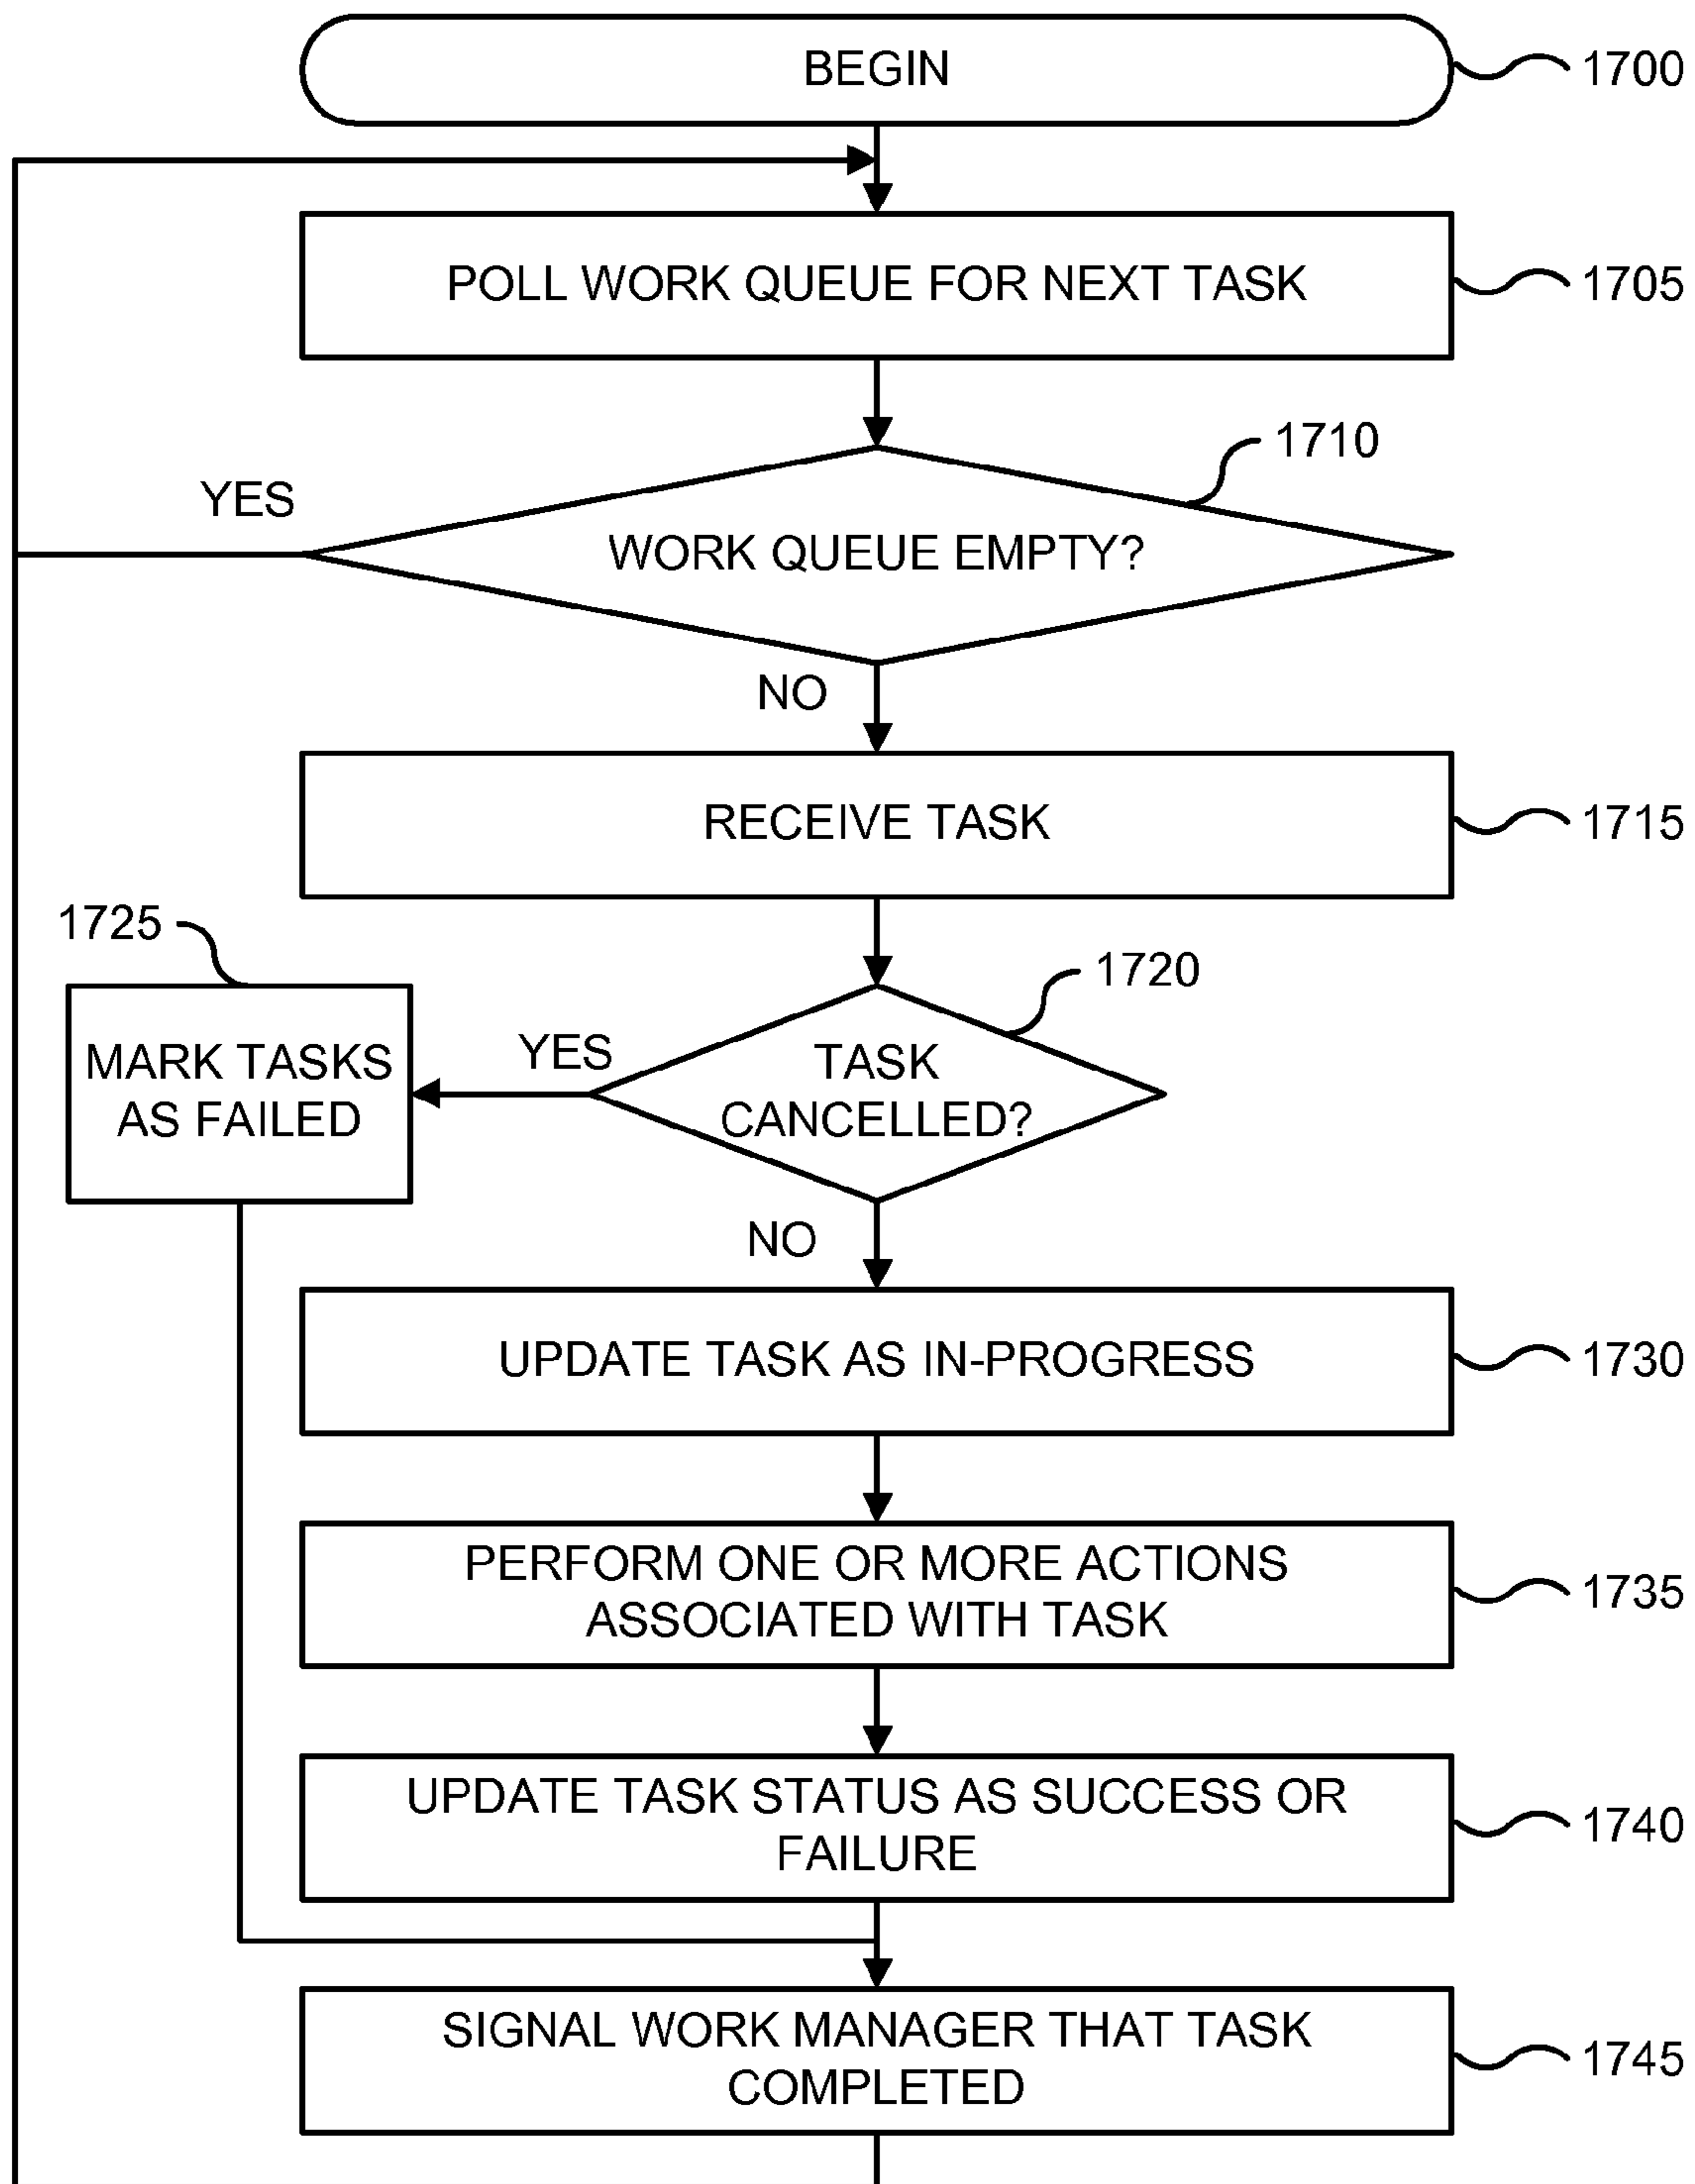 BEGIN
1700
POLL WORK QUEUE FOR NEXT TASK
1705
1710
YES
WORK QUEUE EMPTY?
NO
RECEIVE TASK
1715
1725
1720
MARK TASKS
AS FAILED
YES
TASK
CANCELLED?
NO
UPDATE TASK AS IN-PROGRESS
1730
PERFORM ONE OR MORE ACTIONS
ASSOCIATED WITH TASK
1735
UPDATE TASK STATUS AS SUCCESS OR
FAILURE
1740
SIGNAL WORK MANAGER THAT TASK
COMPLETED
1745